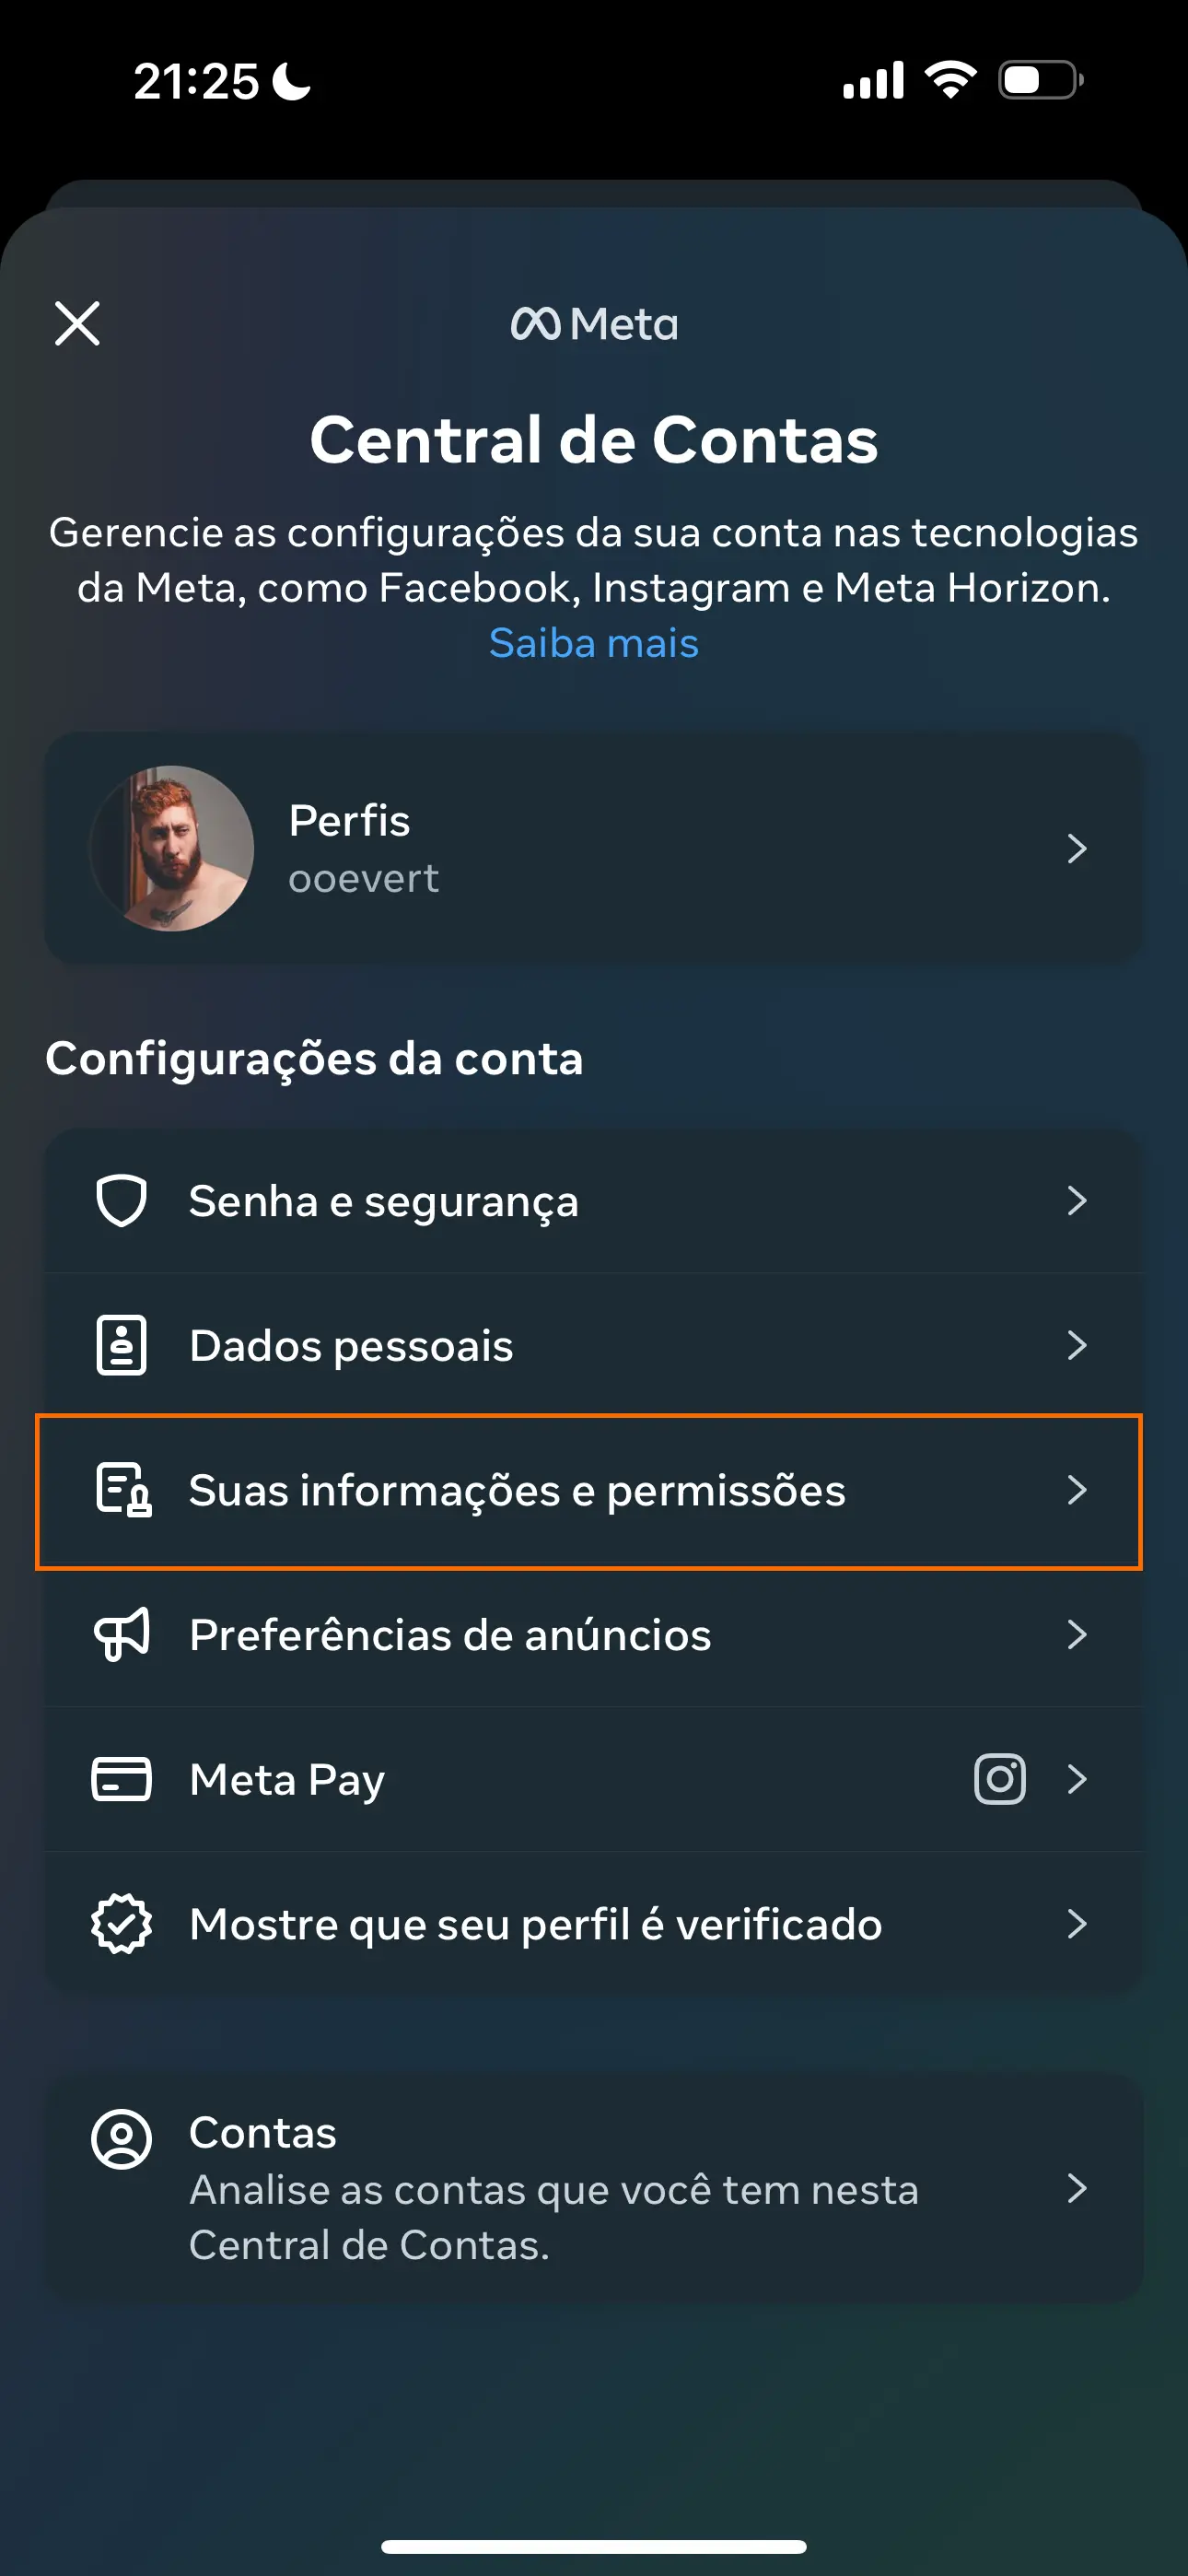 21:25
Meta
Central de Contas
Gerencie as configurações da sua conta nas tecnologias
da Meta, como Facebook, Instagram e Meta Horizon.
Saiba mais
Perfis
ooevert
Configurações da conta
Senha e segurança
Dados pessoais
Suas informações e permissões
Preferências de anúncios
Meta Pay
Mostre que seu perfil é verificado
Contas
Analise as contas que você tem nesta
Central de Contas.